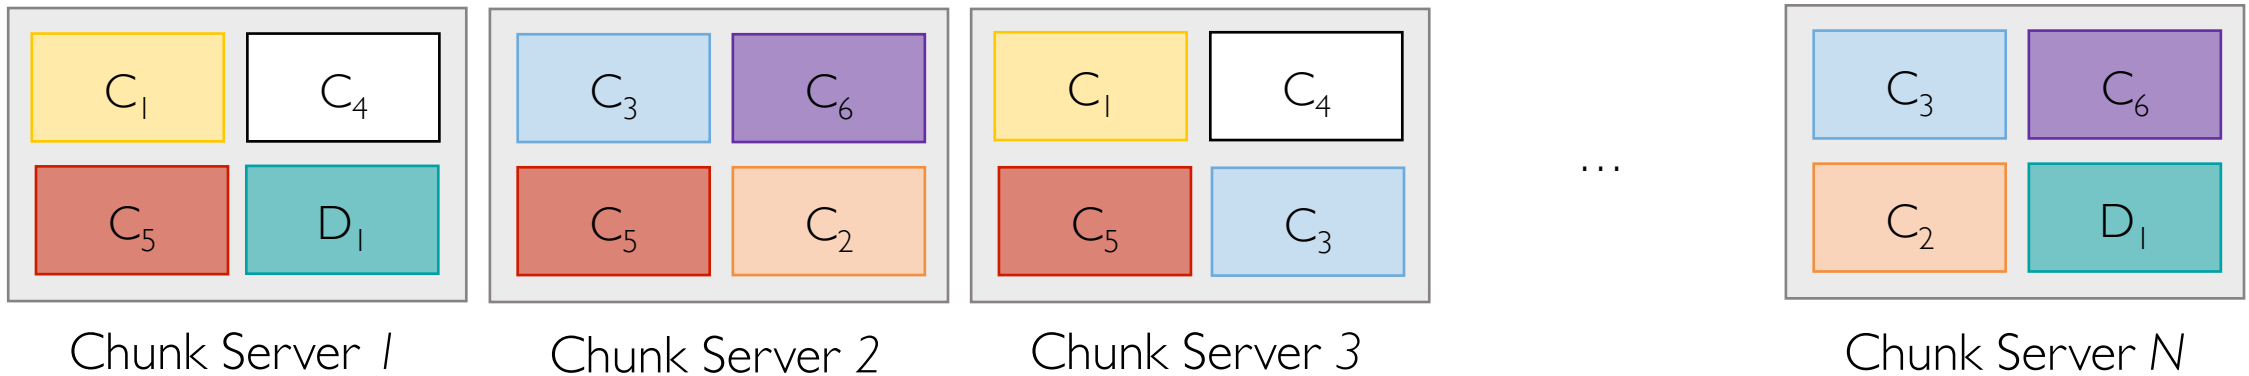 C1 C4 C3 C6 C1 C4 C3 C6
C5 D1 C5 C2 C5 C3 ... C2 D1
Chunk Server 1 Chunk Server 2 Chunk Server 3 Chunk Server N